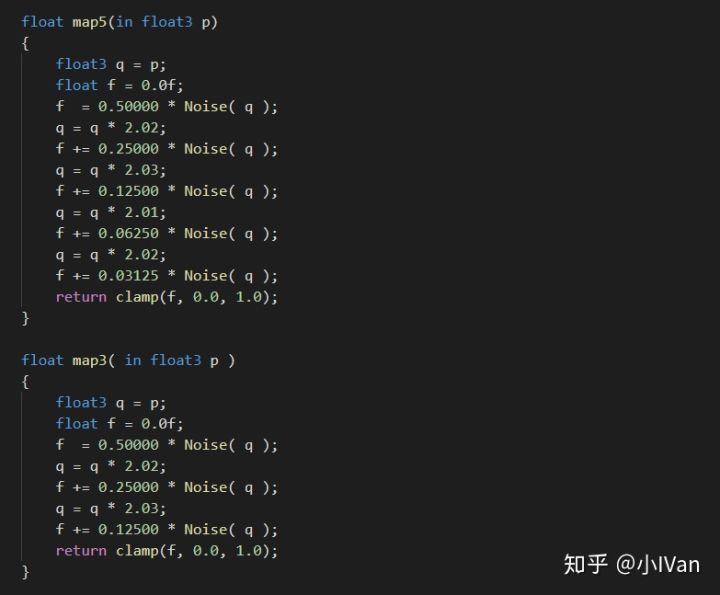 float map5(in float3 p)
{
    float3 q = p;
    float f = 0.0f;
    f  = 0.50000 * Noise( q );
    q = q * 2.02;
    f += 0.25000 * Noise( q );
    q = q * 2.03;
    f += 0.12500 * Noise( q );
    q = q * 2.01;
    f += 0.06250 * Noise( q );
    q = q * 2.02;
    f += 0.03125 * Noise( q );
    return clamp(f, 0.0, 1.0);
}

float map3( in float3 p )
{
    float3 q = p;
    float f = 0.0f;
    f  = 0.50000 * Noise( q );
    q = q * 2.02;
    f += 0.25000 * Noise( q );
    q = q * 2.03;
    f += 0.12500 * Noise( q );
    return clamp(f, 0.0, 1.0);
}
知乎 @小IVan